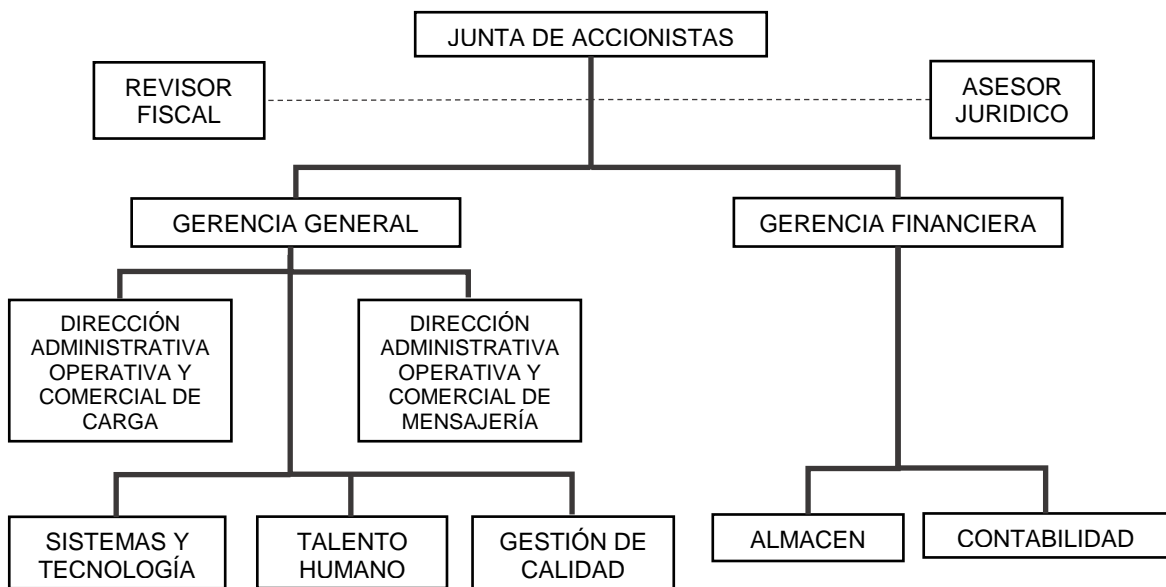 JUNTA DE ACCIONISTAS
REVISOR
FISCAL
ASESOR
JURIDICO
GERENCIA GENERAL
GERENCIA FINANCIERA
DIRECCIÓN
ADMINISTRATIVA
OPERATIVA Y
COMERCIAL DE
CARGA
DIRECCIÓN
ADMINISTRATIVA
OPERATIVA Y
COMERCIAL DE
MENSAJERÍA
SISTEMAS Y
TECNOLOGÍA
TALENTO
HUMANO
GESTIÓN DE
CALIDAD
ALMACEN
CONTABILIDAD